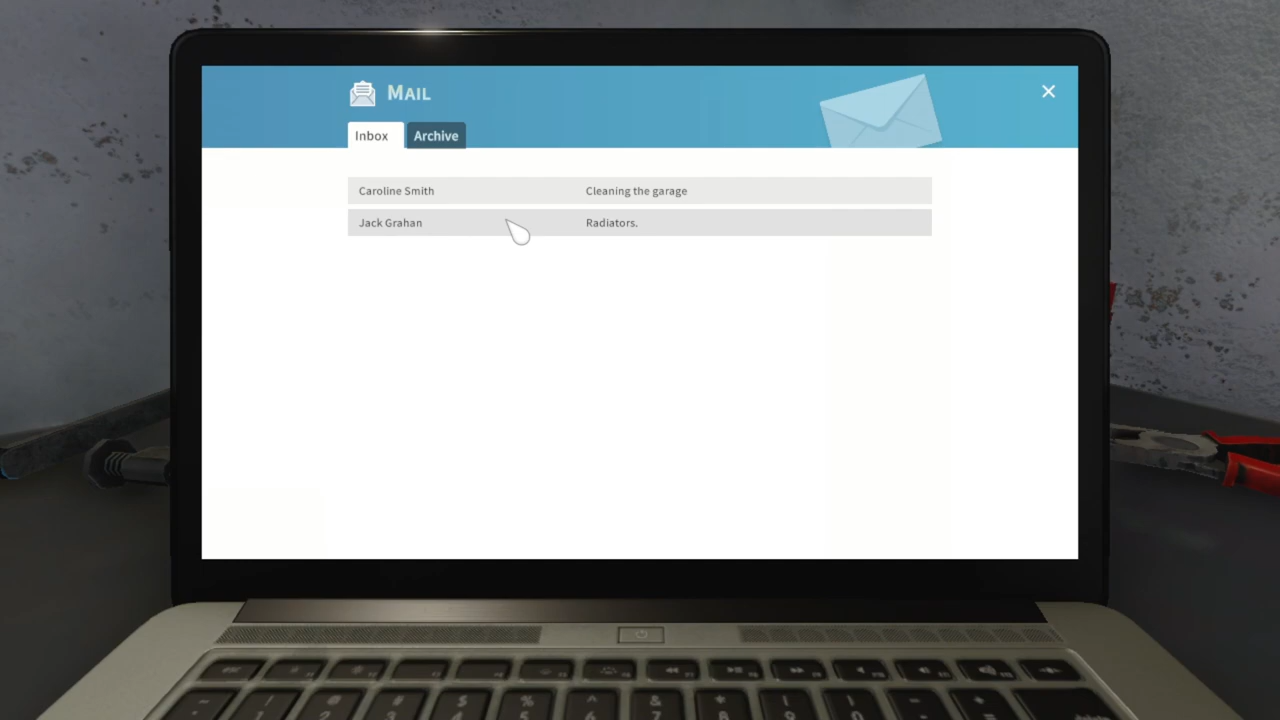 MAIL
Inbox Archive
Caroline Smith Cleaning the garage
Jack Grahan Radiators.